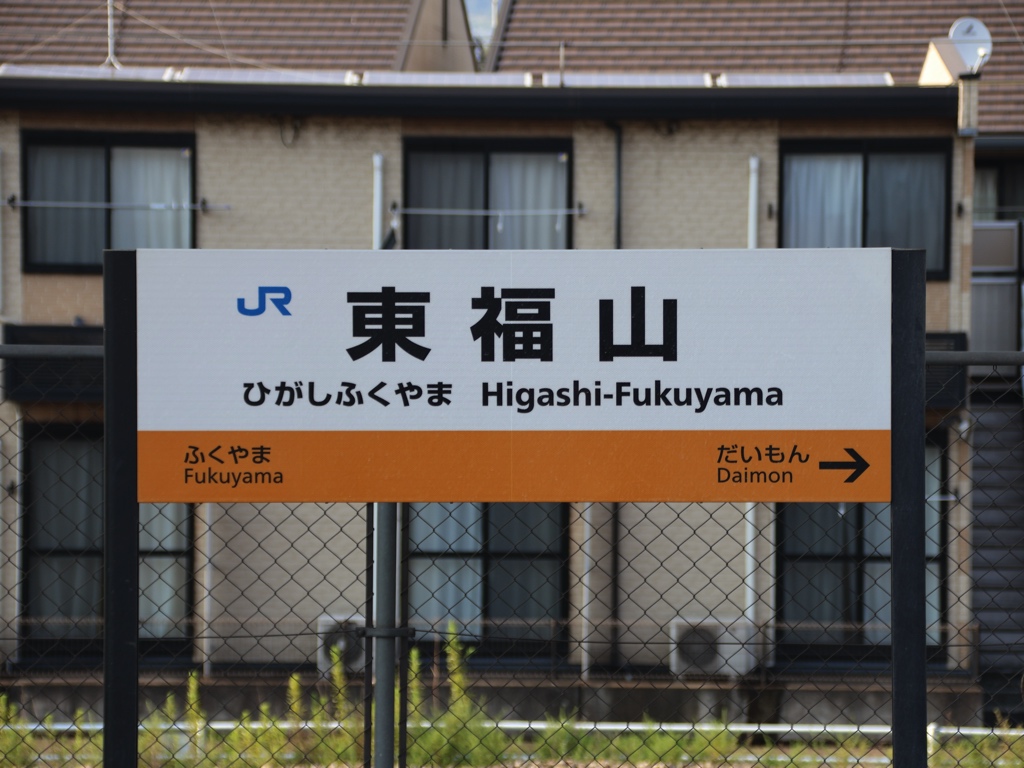 JR 東福山
ひがしふくやま Higashi-Fukuyama
ふくやま だいもん
Fukuyama Daimon